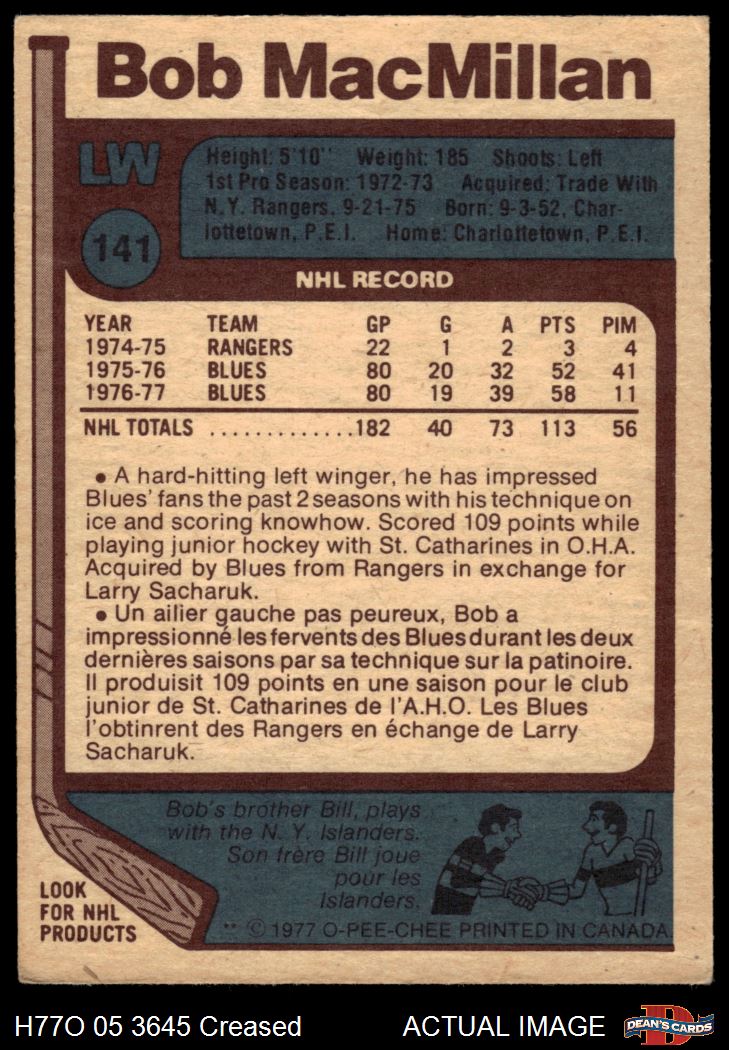 Bob MacMillan
LW
141
Height: 5'10" Weight: 185 Shoots: Left
1st Pro Season: 1972-73 Acquired: Trade With
N.Y. Rangers, 9-21-75 Born: 9-3-52, Char-
lottetown, P.E.I. Home: Charlottetown, P.E.I.
NHL RECORD
YEAR TEAM GP G A PTS PIM
1974-75 RANGERS 22 1 2 3 4
1975-76 BLUES 80 20 32 52 41
1976-77 BLUES 80 19 39 58 11
NHL TOTALS .............182 40 73 113 56
• A hard-hitting left winger, he has impressed
Blues' fans the past 2 seasons with his technique on
ice and scoring knowhow. Scored 109 points while
playing junior hockey with St. Catharines in O.H.A.
Acquired by Blues from Rangers in exchange for
Larry Sacharuk.
• Un ailier gauche pas peureux, Bob a
impressionné les fervents des Blues durant les deux
dernières saisons par sa technique sur la patinoire.
Il produisit 109 points en une saison pour le club
junior de St. Catharines de l'A.H.O. Les Blues
l'obtinrent des Rangers en échange de Larry
Sacharuk.
Bob's brother Bill, plays
with the N. Y. Islanders.
Son frère Bill joue
pour les
Islanders.
LOOK
FOR NHL
PRODUCTS
** © 1977 O-PEE-CHEE PRINTED IN CANADA
H77O 05 3645 Creased ACTUAL IMAGE
DEAN'S CARDS